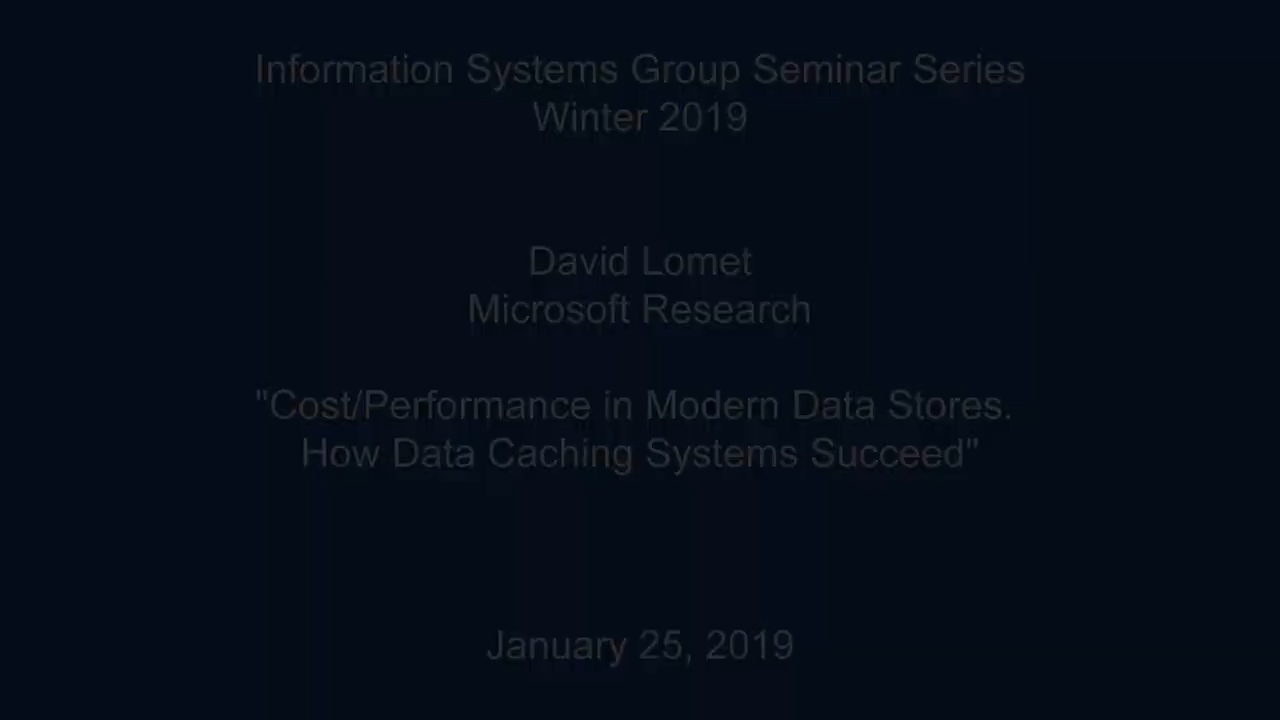 Information Systems Group Seminar Series
Winter 2019
David Lomet
Microsoft Research
"Cost/Performance in Modern Data Stores.
How Data Caching Systems Succeed"
January 25, 2019